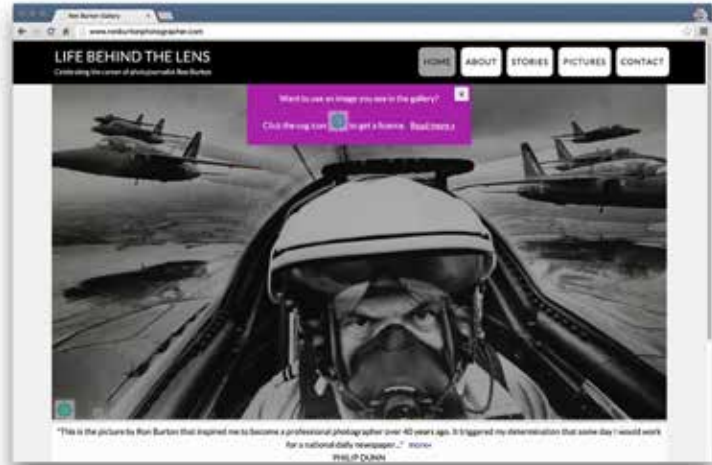 Ron Burton Gallery
www.ronburtonphotographer.com
LIFE BEHIND THE LENS
Celebrating the career of photojournalist Ron Burton
HOME ABOUT STORIES PICTURES CONTACT
Want to use an image you see in the gallery?
Click the cog icon to get a licence. Read more »
"This is the picture by Ron Burton that inspired me to become a professional photographer over 40 years ago. It triggered my determination that some day I would work
for a national daily newspaper..." more»
PHILIP DUNN